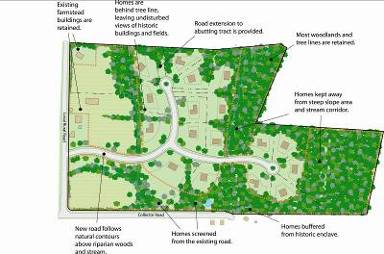 Existing
farmstead
buildings are
retained.
Homes are
behind tree line,
leaving undisturbed
views of historic
buildings and fields.
Road extension to
abutting tract is provided.
Most woodlands and
tree lines are retained.
Homes kept away
from steep slope area
and stream corridor.
New road follows
natural contours
above riparian woods
and stream.
Collector Road
Homes screened
from the existing road.
Homes buffered
from historic enclave.